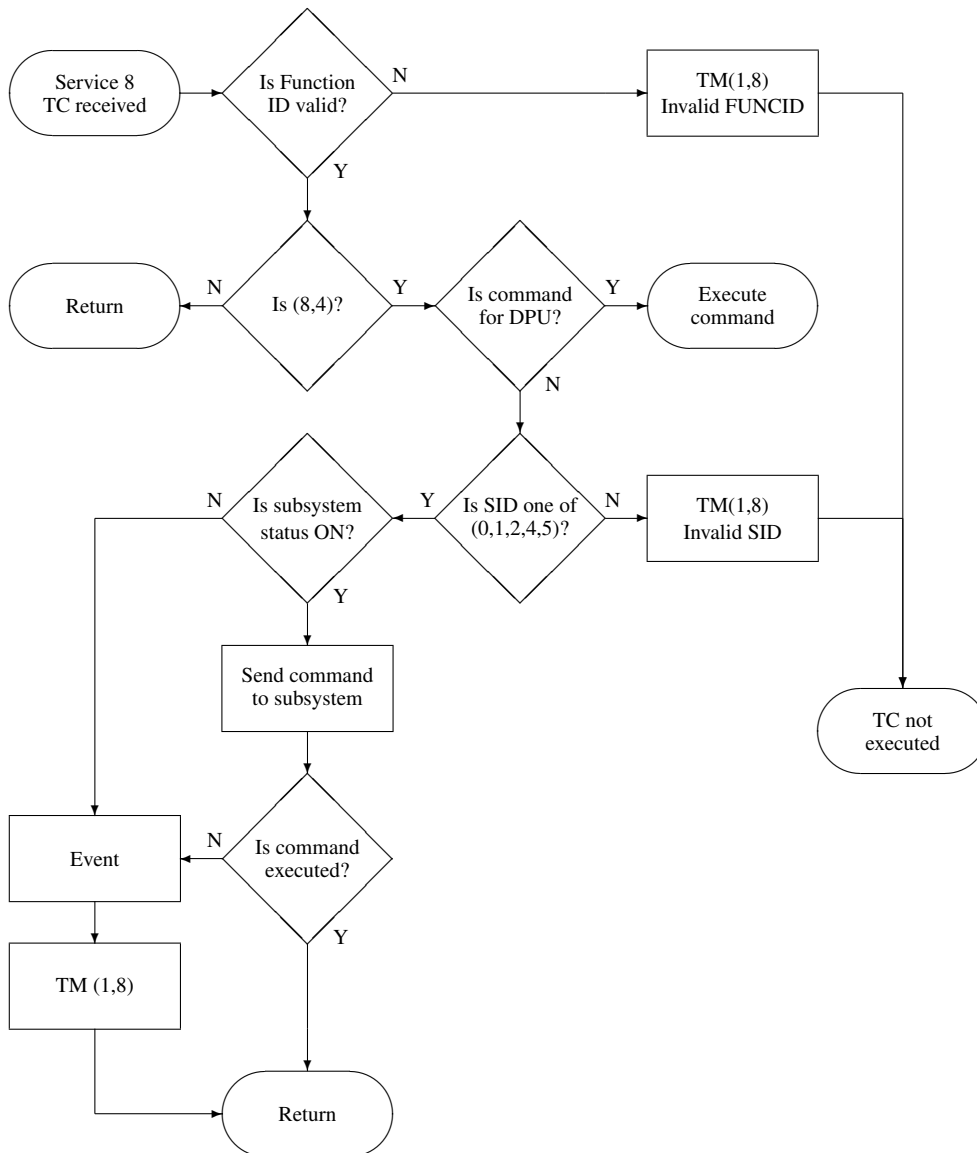 Service 8
TC received
Is Function
ID valid?
N
TM(1,8)
Invalid FUNCID
Y
Return
N
Is (8,4)?
Y
Is command
for DPU?
Y
Execute
command
N
N
Is subsystem
status ON?
Y
Is SID one of
(0,1,2,4,5)?
N
TM(1,8)
Invalid SID
Y
Send command
to subsystem
TC not
executed
Event
N
Is command
executed?
Y
TM (1,8)
Return